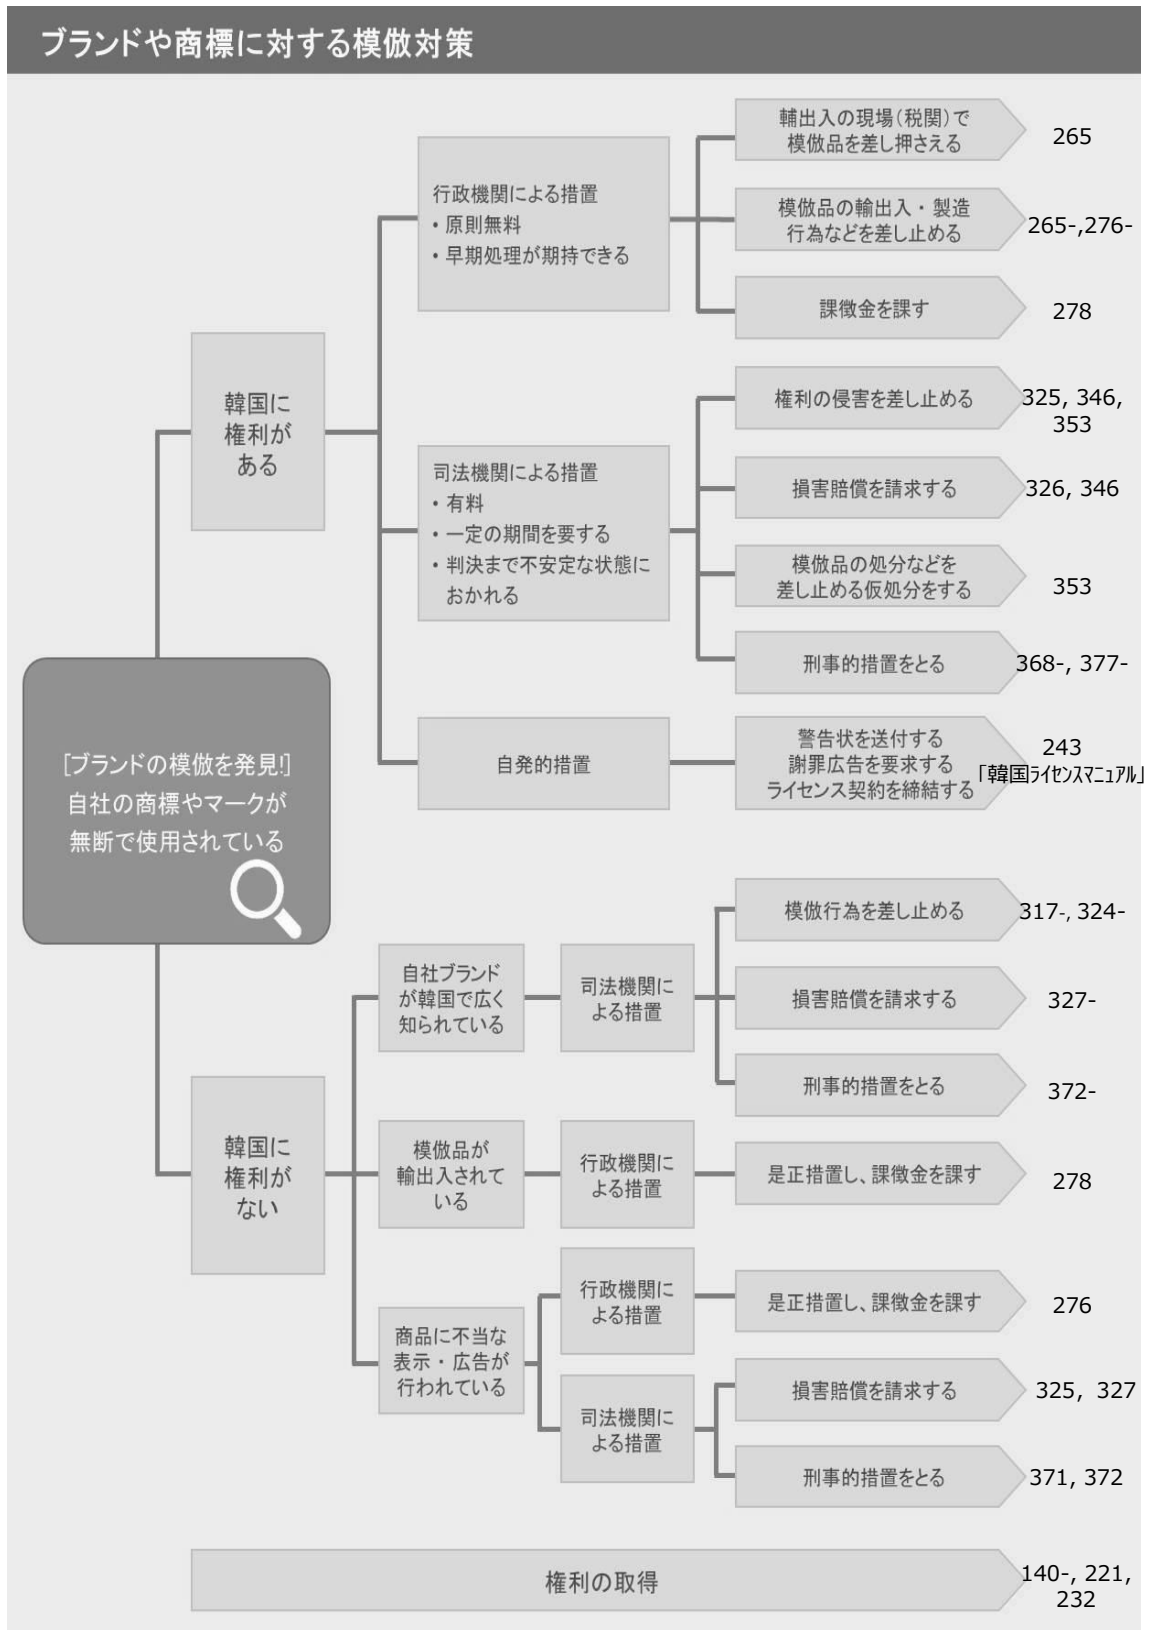 ブランドや商標に対する模倣対策
輔出入の現場(税関)で
模倣品を差し押さえる
265
行政機関による措置
・原則無料
・早期処理が期待できる
模倣品の輸出入・製造
行為などを差し止める
265-,276-
課徴金を課す
278
韓国に
権利が
ある
権利の侵害を差し止める
325, 346,
353
司法機関による措置
・有料
・一定の期間を要する
・判決まで不安定な状態に
おかれる
損害賠償を請求する
326, 346
模倣品の処分などを
差し止める仮処分をする
353
刑事的措置をとる
368-, 377-
自発的措置
警告状を送付する
謝罪広告を要求する
ライセンス契約を締結する
243
「韓国ライセンスマニュアル」
[ブランドの模倣を発見!]
自社の商標やマークが
無断で使用されている
模倣行為を差し止める
317-, 324-
自社ブランド
が韓国で広く
知られている
司法機関に
よる措置
損害賠償を請求する
327-
刑事的措置をとる
372-
韓国に
権利が
ない
模倣品が
輸出入されて
いる
行政機関に
よる措置
是正措置し、課徴金を課す
278
商品に不当な
表示・広告が
行われている
行政機関に
よる措置
是正措置し、課徴金を課す
276
司法機関に
よる措置
損害賠償を請求する
325, 327
刑事的措置をとる
371, 372
権利の取得
140-, 221,
232